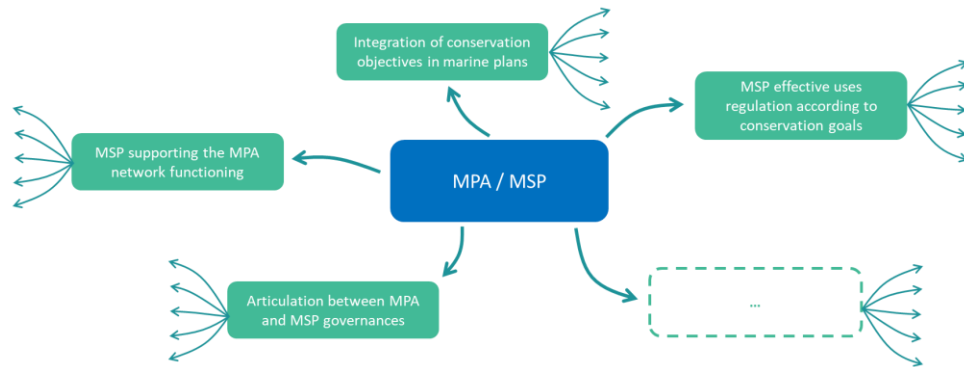 Integration of conservation
objectives in marine plans
MSP effective uses
regulation according to
conservation goals
MSP supporting the MPA
network functioning
MPA / MSP
Articulation between MPA
and MSP governances
...